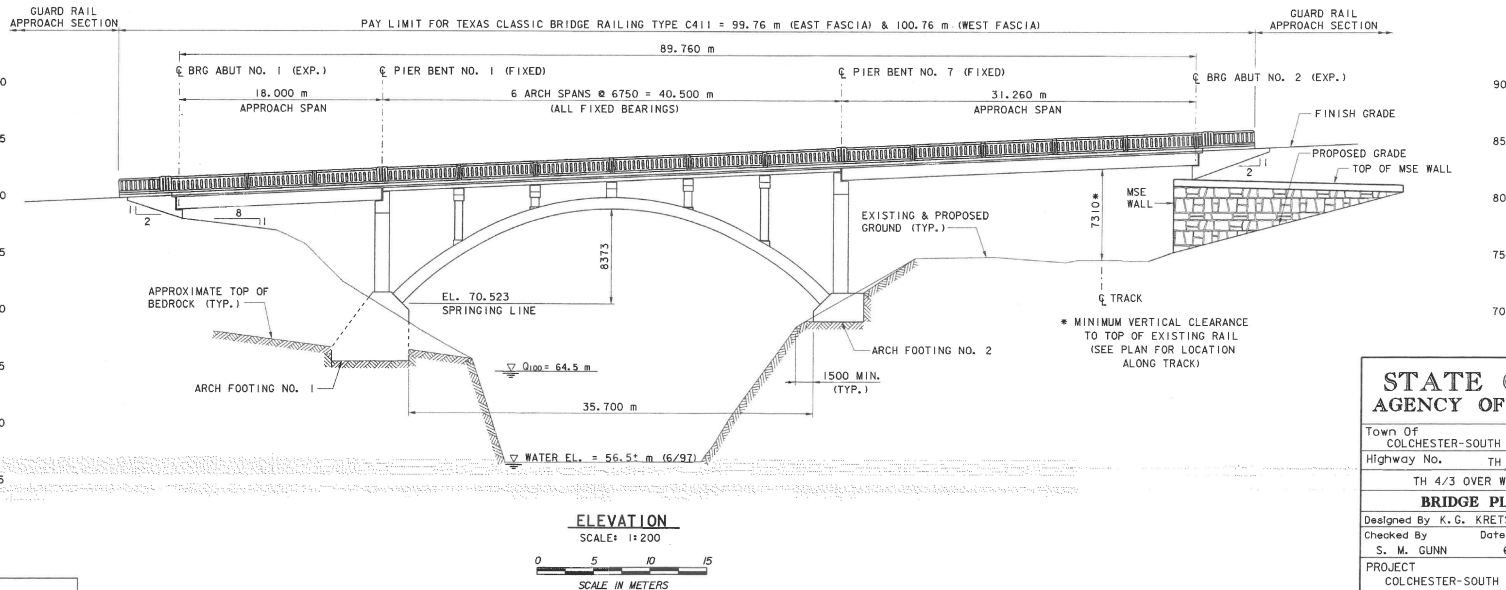 GUARD RAIL
APPROACH SECTION
PAY LIMIT FOR TEXAS CLASSIC BRIDGE RAILING TYPE C411 = 99.76 m (EAST FASCIA) & 100.76 m (WEST FASCIA)
GUARD RAIL
APPROACH SECTION
89.760 m
℄ BRG ABUT NO. 1 (EXP.)
℄ PIER BENT NO. 1 (FIXED)
℄ PIER BENT NO. 7 (FIXED)
℄ BRG ABUT NO. 2 (EXP.)
18.000 m
APPROACH SPAN
6 ARCH SPANS @ 6750 = 40.500 m
(ALL FIXED BEARINGS)
31.260 m
APPROACH SPAN
0
5
0
5
0
5
0
5
90
85
80
75
70
FINISH GRADE
PROPOSED GRADE
TOP OF MSE WALL
1
2
MSE
WALL
1
2
8
1
EXISTING & PROPOSED
GROUND (TYP.)
7310*
8373
APPROXIMATE TOP OF
BEDROCK (TYP.)
EL. 70.523
SPRINGING LINE
℄ TRACK
* MINIMUM VERTICAL CLEARANCE
TO TOP OF EXISTING RAIL
(SEE PLAN FOR LOCATION
ALONG TRACK)
ARCH FOOTING NO. 2
ARCH FOOTING NO. 1
Q100 = 64.5 m
1500 MIN.
(TYP.)
35.700 m
WATER EL. = 56.5± m (6/97)
ELEVATION
SCALE: 1:200
0 5 10 15
SCALE IN METERS
STATE
AGENCY OF
Town Of
COLCHESTER-SOUTH
Highway No. TH
TH 4/3 OVER W
BRIDGE PL
Designed By K.G. KRETS
Checked By Date
S. M. GUNN
PROJECT
COLCHESTER-SOUTH